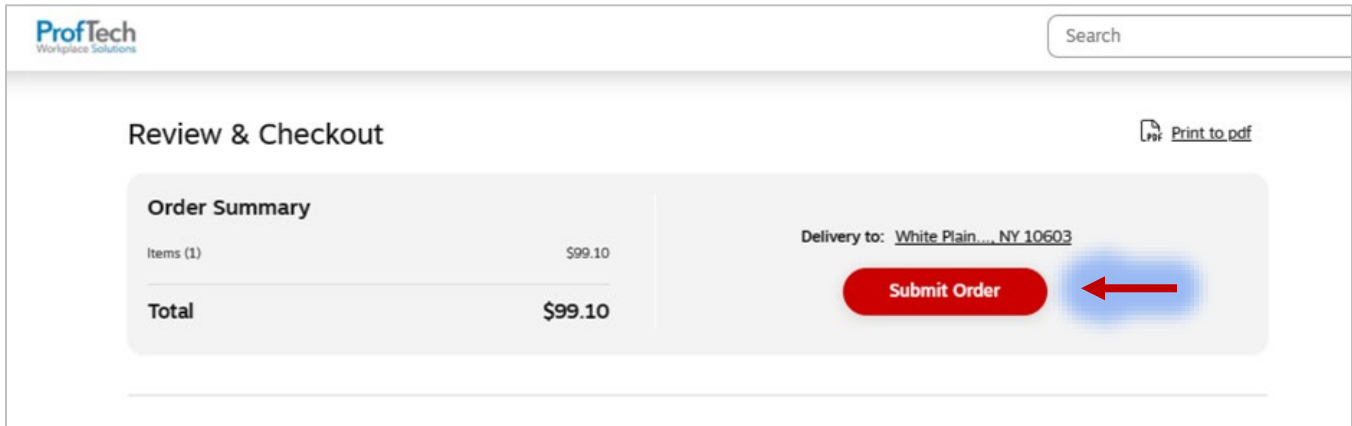 ProfTech
Workplace Solutions
Search
Review & Checkout
PDF Print to pdf
Order Summary
Items (1) $99.10
Total $99.10
Delivery to: White Plain..., NY 10603
Submit Order